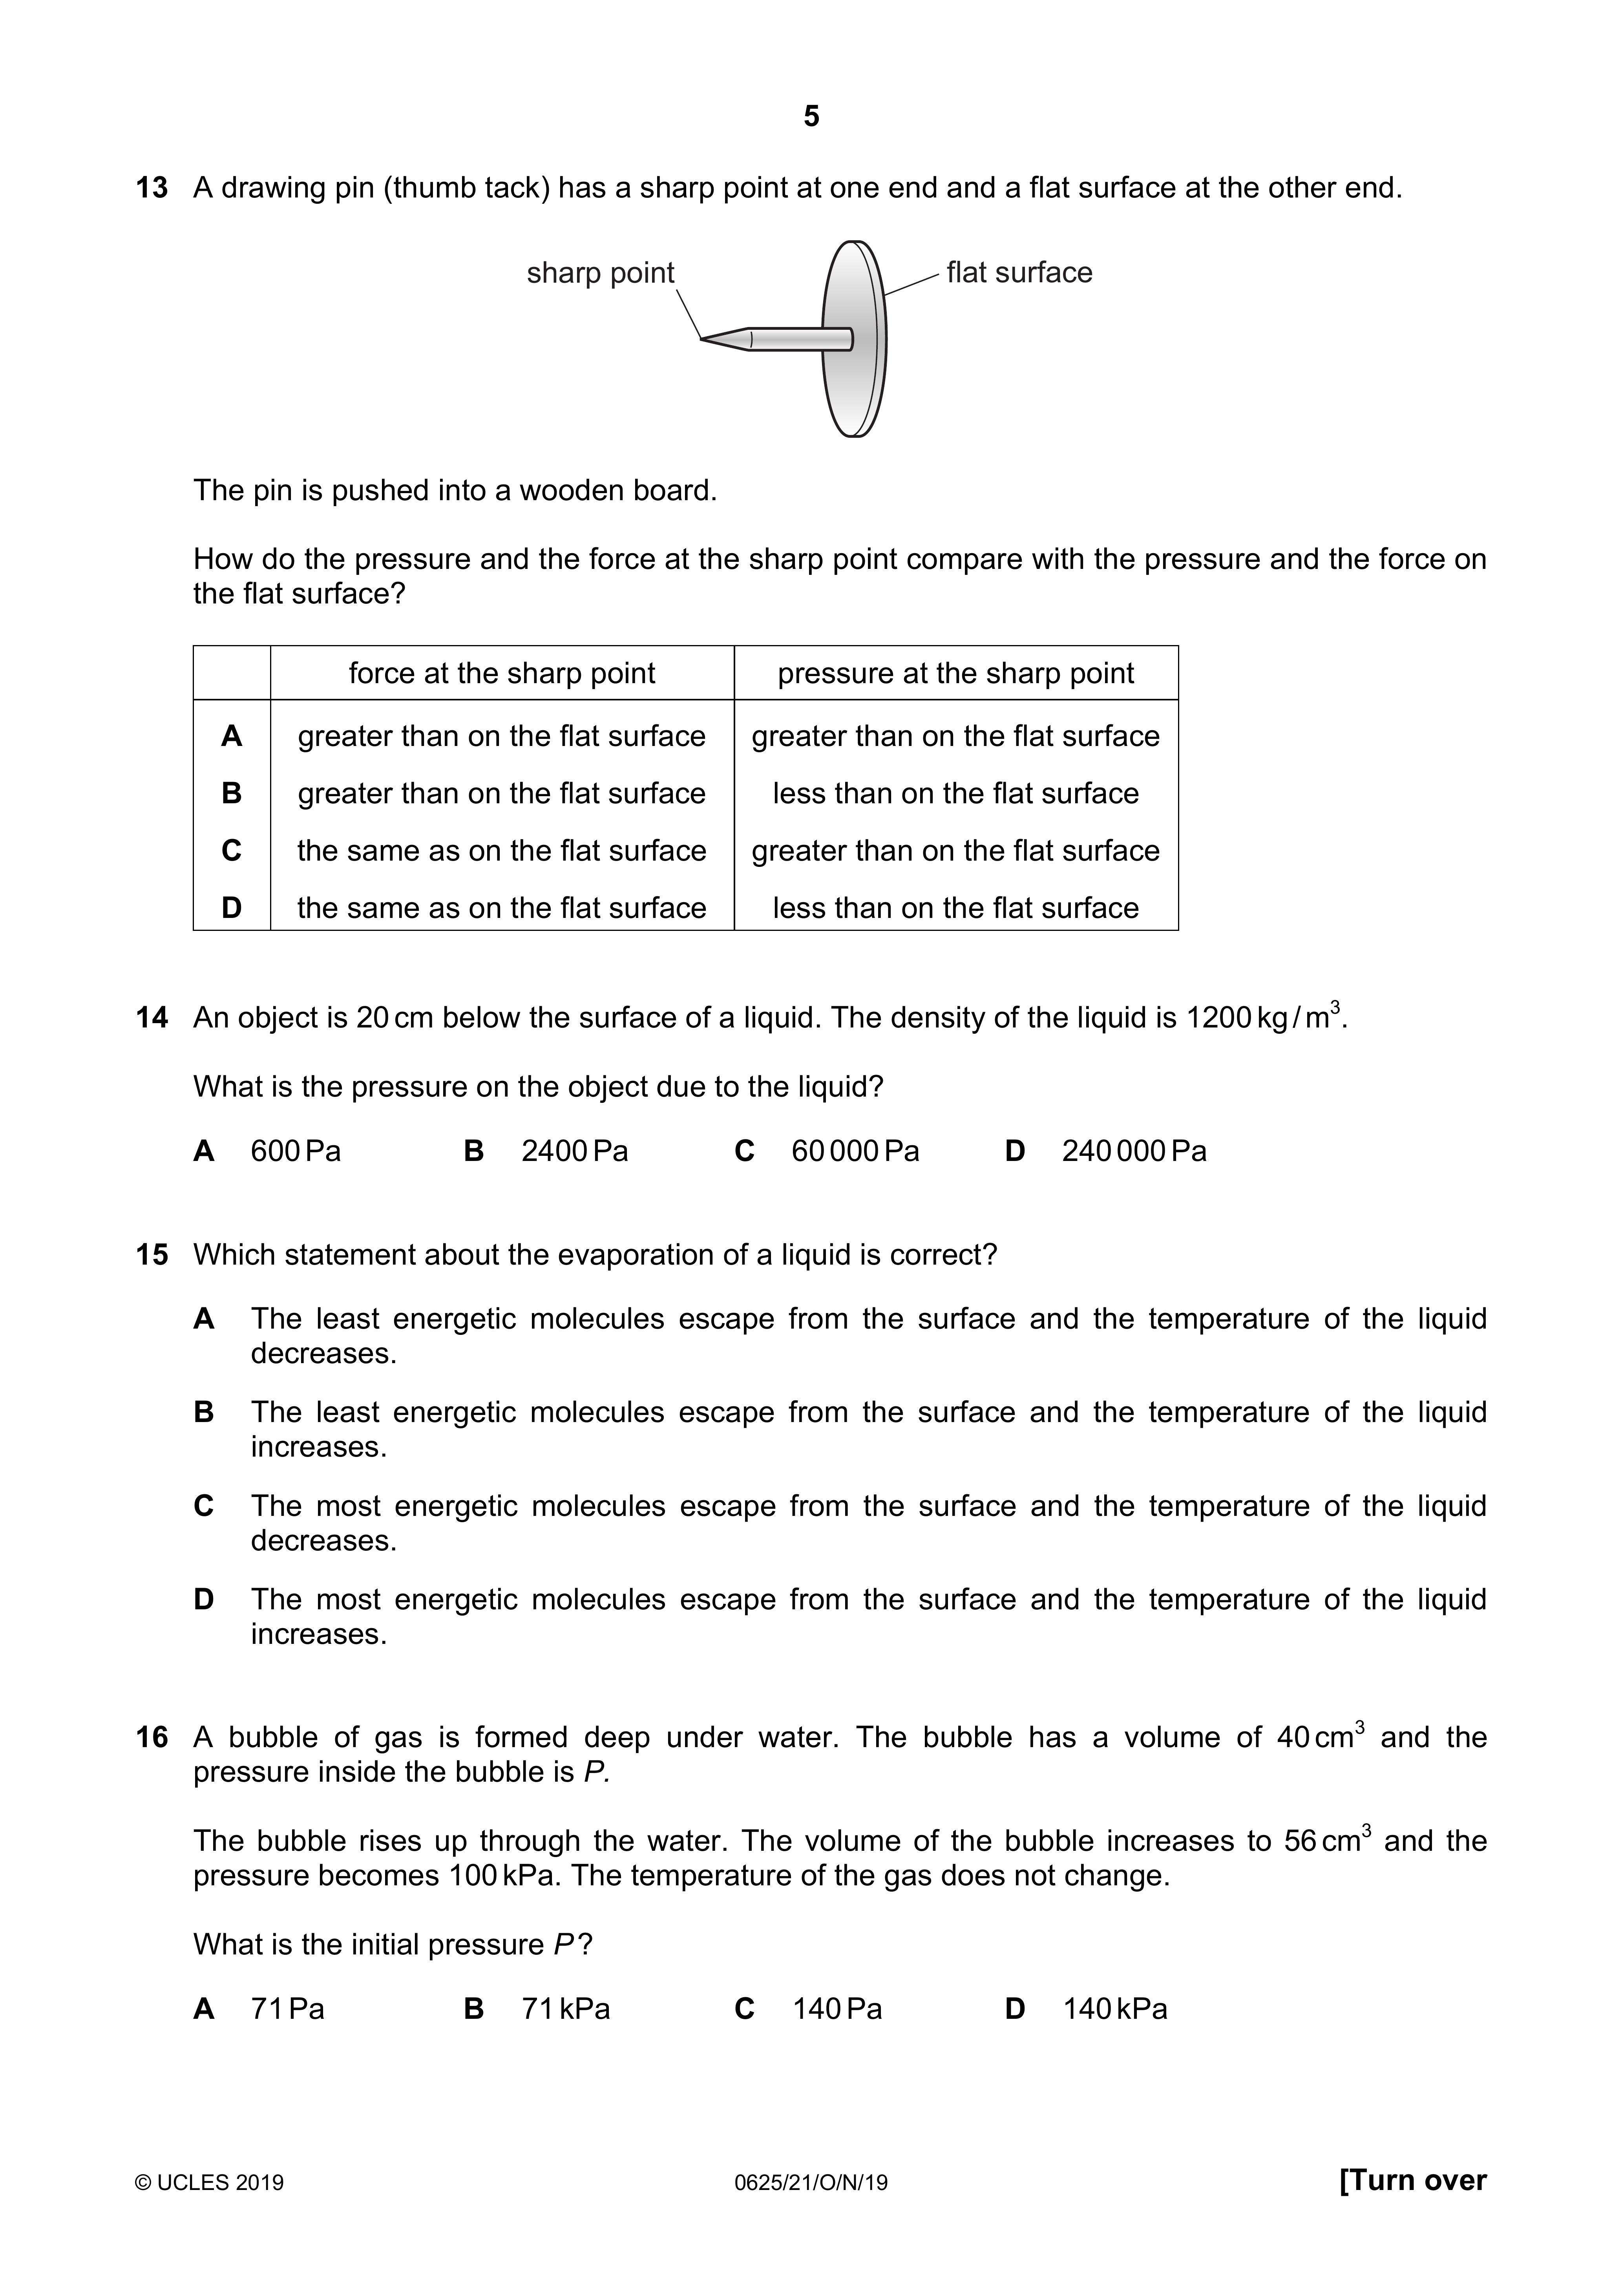 5
13 A drawing pin (thumb tack) has a sharp point at one end and a flat surface at the other end.
sharp point
flat surface
The pin is pushed into a wooden board.
How do the pressure and the force at the sharp point compare with the pressure and the force on
the flat surface?
force at the sharp point pressure at the sharp point
A greater than on the flat surface greater than on the flat surface
B greater than on the flat surface less than on the flat surface
C the same as on the flat surface greater than on the flat surface
D the same as on the flat surface less than on the flat surface
14 An object is 20 cm below the surface of a liquid. The density of the liquid is 1200 kg / m³.
What is the pressure on the object due to the liquid?
A 600 Pa B 2400 Pa C 60 000 Pa D 240 000 Pa
15 Which statement about the evaporation of a liquid is correct?
A The least energetic molecules escape from the surface and the temperature of the liquid
decreases.
B The least energetic molecules escape from the surface and the temperature of the liquid
increases.
C The most energetic molecules escape from the surface and the temperature of the liquid
decreases.
D The most energetic molecules escape from the surface and the temperature of the liquid
increases.
16 A bubble of gas is formed deep under water. The bubble has a volume of 40 cm³ and the
pressure inside the bubble is P.
The bubble rises up through the water. The volume of the bubble increases to 56 cm³ and the
pressure becomes 100 kPa. The temperature of the gas does not change.
What is the initial pressure P?
A 71 Pa B 71 kPa C 140 Pa D 140 kPa
© UCLES 2019 0625/21/O/N/19 [Turn over